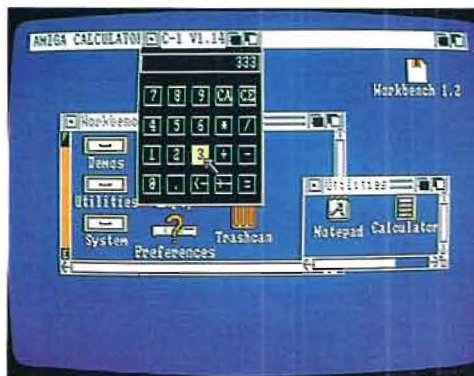 AMIGA CALCULATOR
C-1 V1.14
333
Workbench 1.2
7 8 9 CA CE
4 5 6 * /
1 2 3 + -
0 . <- =
Workbenc
Demos
Utilities
System
Preferences
Trashcan
Utilities
Notepad
Calculator